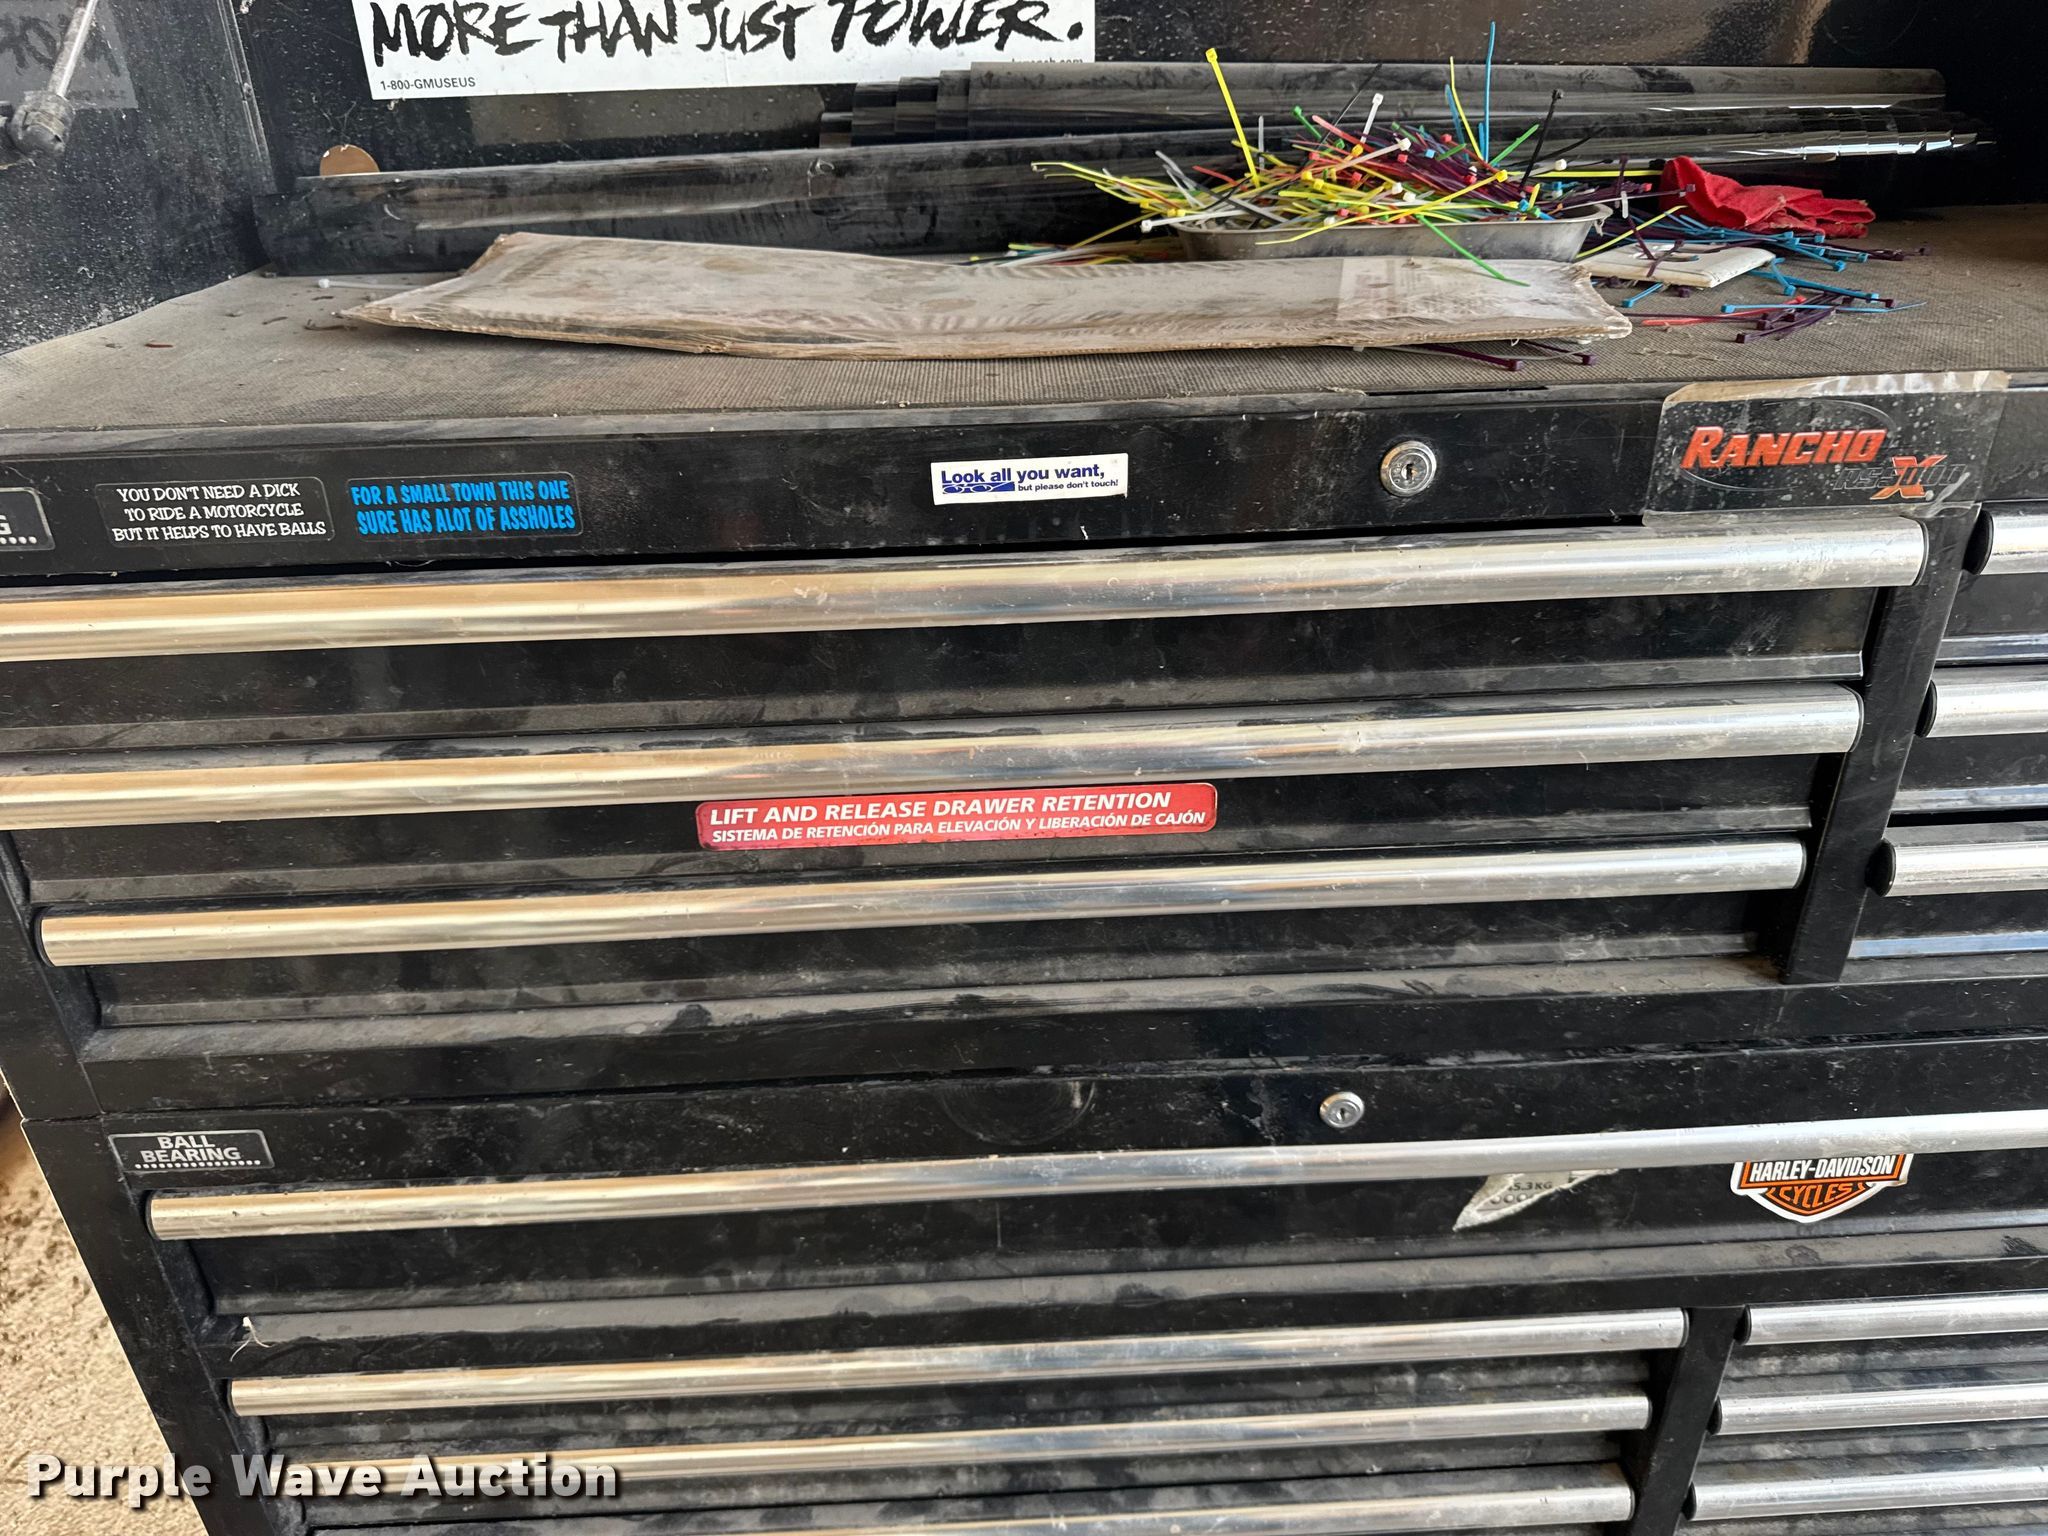 MORE THAN JUST POWER.
1-800-GMUSEUS
YOU DON'T NEED A DICK
TO RIDE A MOTORCYCLE
BUT IT HELPS TO HAVE BALLS
FOR A SMALL TOWN THIS ONE
SURE HAS ALOT OF ASSHOLES
Look all you want,
but please don't touch!
RANCHO
LIFT AND RELEASE DRAWER RETENTION
SISTEMA DE RETENCIÓN PARA ELEVACIÓN Y LIBERACIÓN DE CAJÓN
BALL
BEARING
5.3 KG
HARLEY-DAVIDSON
CYCLES
Purple Wave Auction